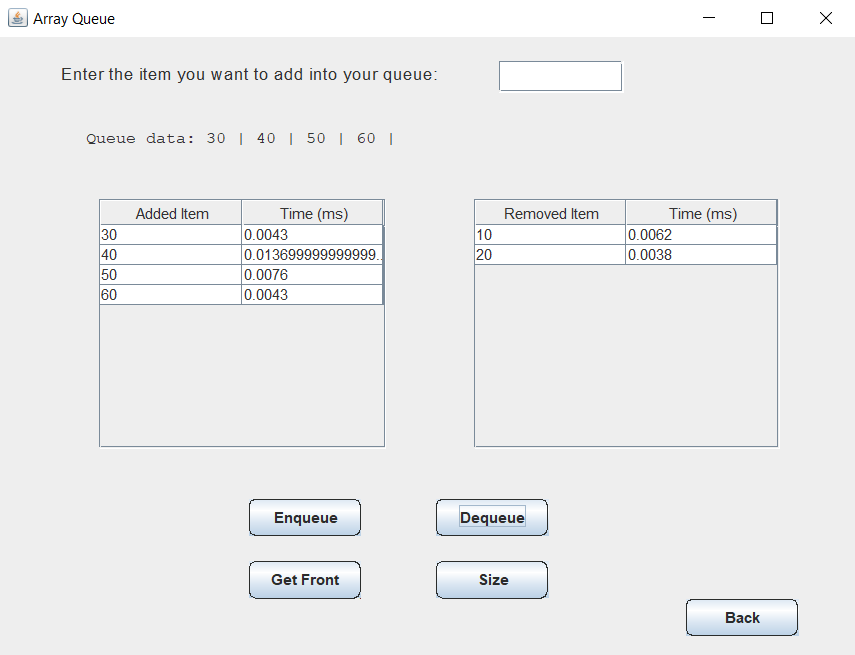 Array Queue
Enter the item you want to add into your queue:
Queue data: 30 | 40 | 50 | 60 |
Added Item Time (ms) Removed Item Time (ms)
30 0.0043 10 0.0062
40 0.013699999999999.. 20 0.0038
50 0.0076
60 0.0043
Enqueue Dequeue
Get Front Size
Back